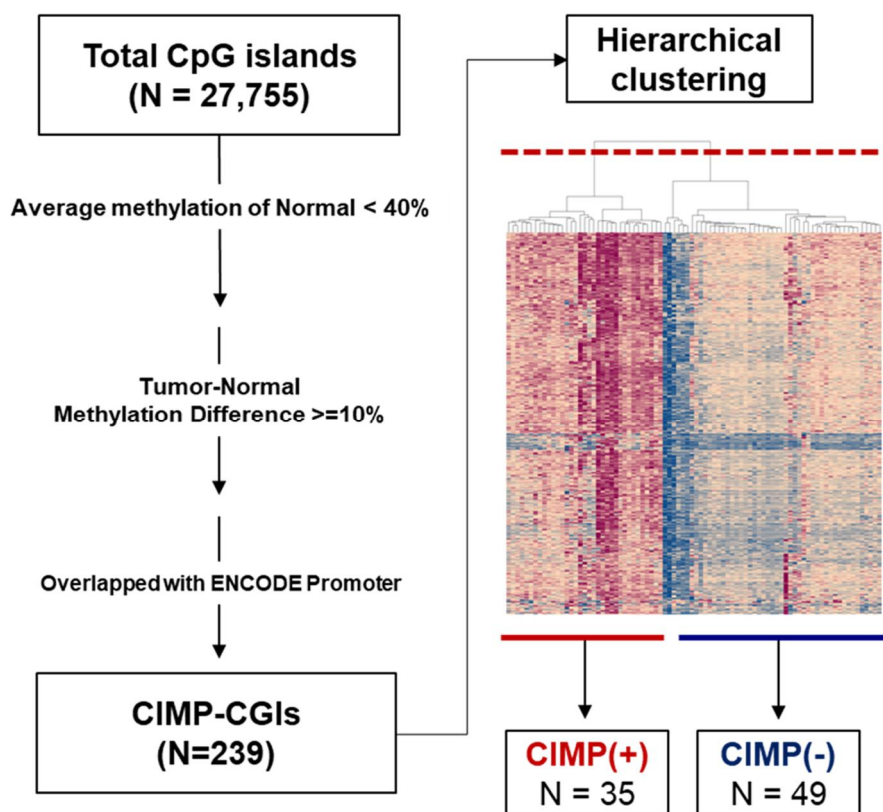 Total CpG islands
(N = 27,755)
Average methylation of Normal < 40%
Tumor-Normal
Methylation Difference >=10%
Overlapped with ENCODE Promoter
CIMP-CGIs
(N=239)
Hierarchical
clustering
CIMP(+)
N = 35
CIMP(-)
N = 49